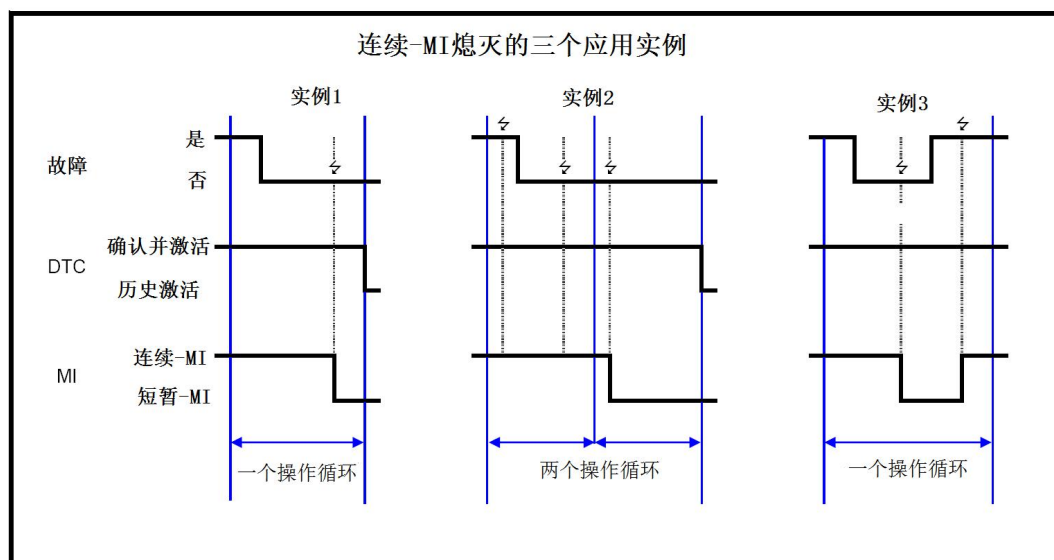 连续-MI熄灭的三个应用实例
实例1
实例2
实例3
故障
是
否
DTC
确认并激活
历史激活
MI
连续-MI
短暂-MI
一个操作循环
两个操作循环
一个操作循环